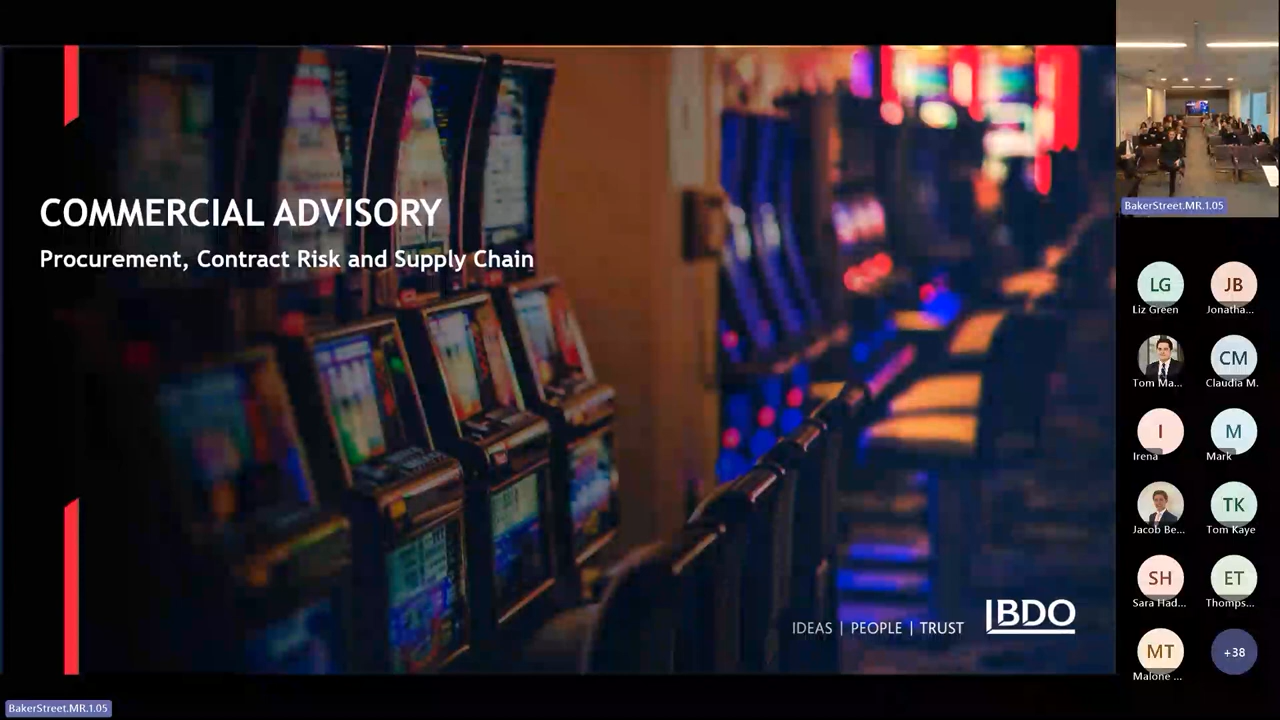 COMMERCIAL ADVISORY
Procurement, Contract Risk and Supply Chain
IDEAS | PEOPLE | TRUST
BDO
BakerStreet.MR.1.05
BakerStreet.MR.1.05
LG
Liz Green
JB
Jonatha...
Tom Ma...
CM
Claudia M.
I
Irena
M
Mark
Jacob Be...
TK
Tom Kaye
SH
Sara Had...
ET
Thomps...
MT
Malone ...
+38